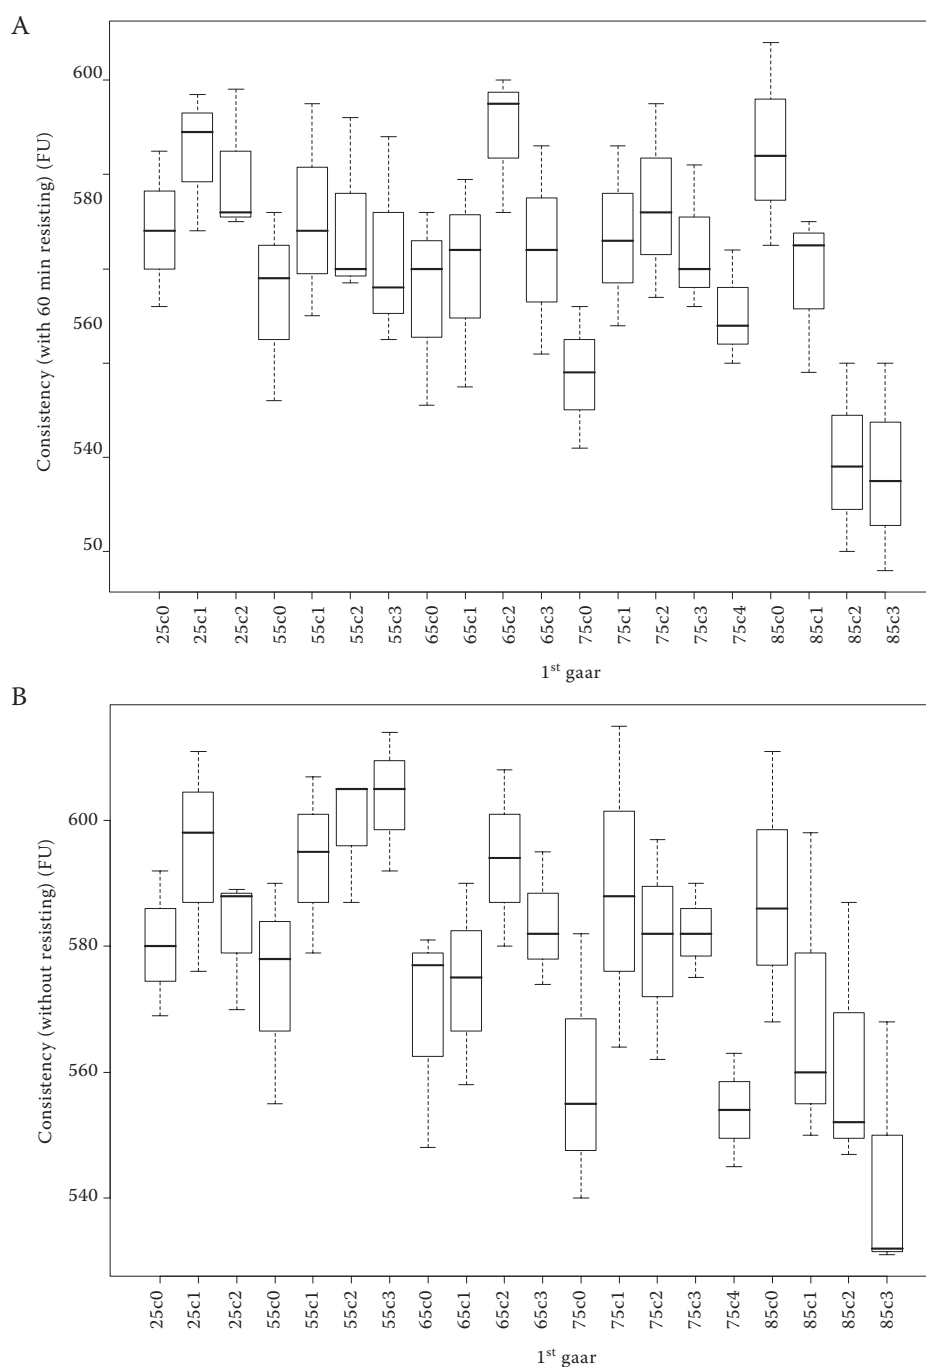 A
Consistency (with 60 min resisting) (FU)
600
580
560
540
50
25c0
25c1
25c2
55c0
55c1
55c2
55c3
65c0
65c1
65c2
65c3
75c0
75c1
75c2
75c3
75c4
85c0
85c1
85c2
85c3
1st gaar
B
Consistency (without resisting) (FU)
600
580
560
540
25c0
25c1
25c2
55c0
55c1
55c2
55c3
65c0
65c1
65c2
65c3
75c0
75c1
75c2
75c3
75c4
85c0
85c1
85c2
85c3
1st gaar